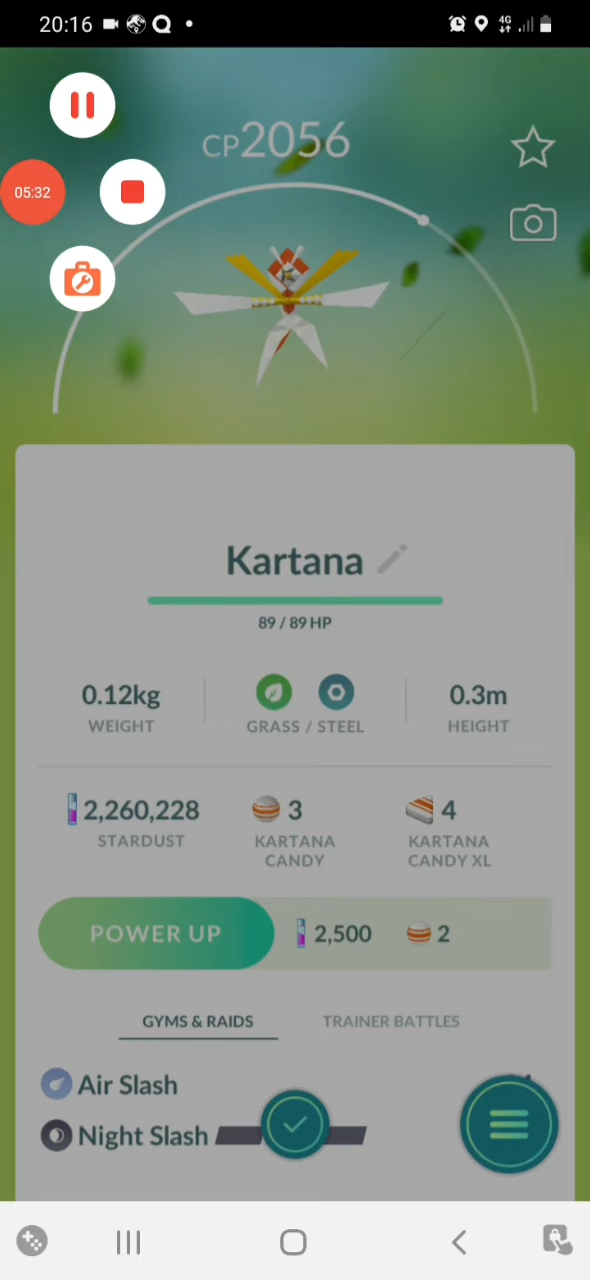 20:16
4G
CP2056
05:32
Kartana
89 / 89 HP
0.12kg
WEIGHT
GRASS / STEEL
0.3m
HEIGHT
2,260,228
STARDUST
3
KARTANA
CANDY
4
KARTANA
CANDY XL
POWER UP
2,500
2
GYMS & RAIDS
TRAINER BATTLES
Air Slash
Night Slash